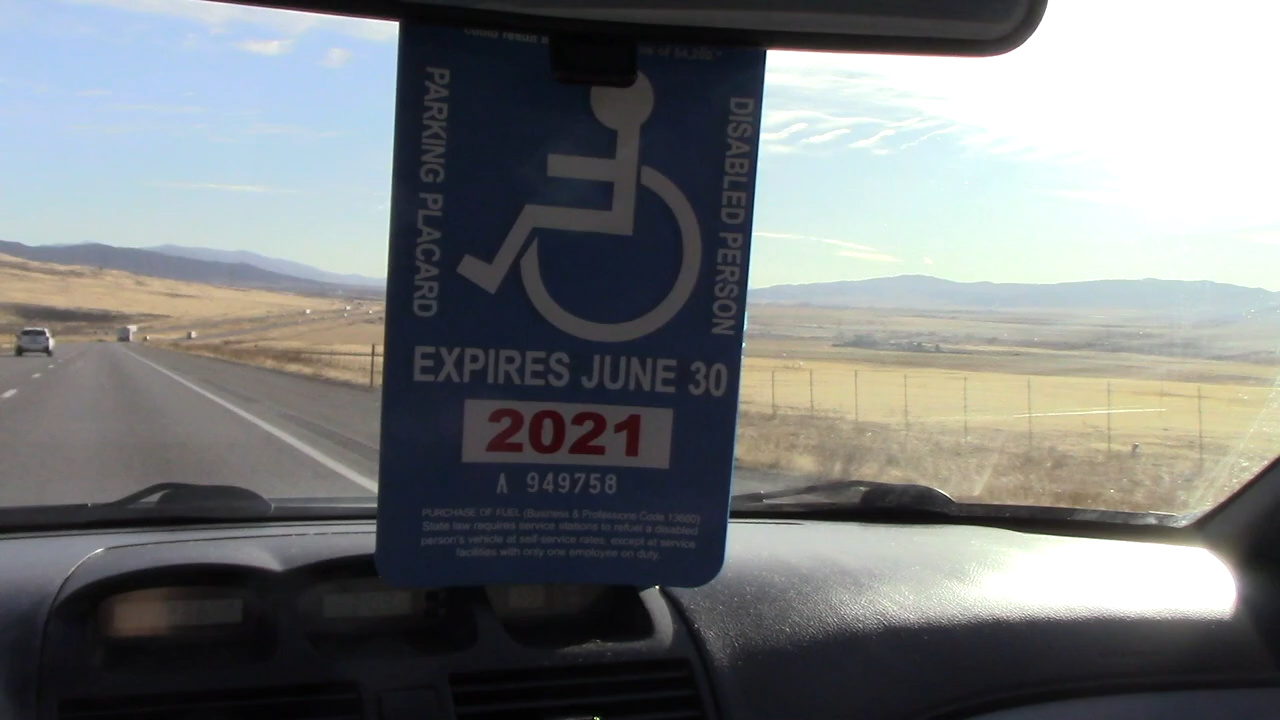 PARKING PLACARD
DISABLED PERSON
EXPIRES JUNE 30
2021
A 949758
PURCHASE OF FUEL (Business & Professions Code 13660)
State law requires service stations to refuel a disabled
person's vehicle at self-service rates, except at service
facilities with only one employee on duty.